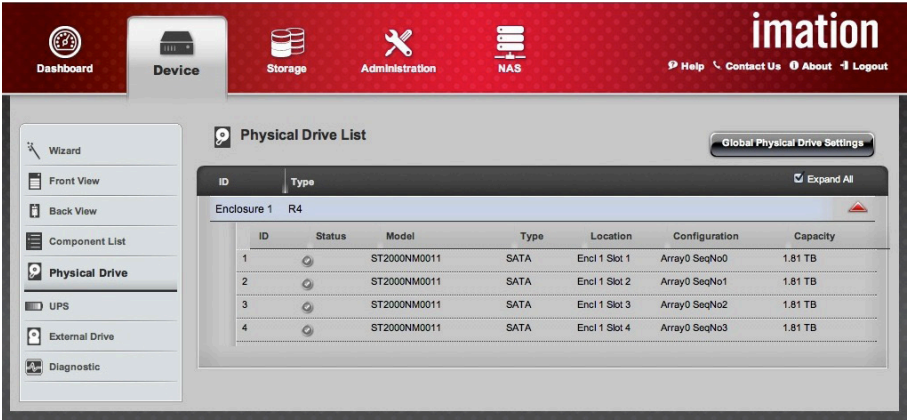 imation
Dashboard Device Storage Administration NAS
Help Contact Us About Logout
Physical Drive List
Global Physical Drive Settings
Wizard
Front View
Back View
Component List
Physical Drive
UPS
External Drive
Diagnostic
ID Type Expand All
Enclosure 1 R4
ID Status Model Type Location Configuration Capacity
1 ST2000NM0011 SATA Encl 1 Slot 1 Array0 SeqNo0 1.81 TB
2 ST2000NM0011 SATA Encl 1 Slot 2 Array0 SeqNo1 1.81 TB
3 ST2000NM0011 SATA Encl 1 Slot 3 Array0 SeqNo2 1.81 TB
4 ST2000NM0011 SATA Encl 1 Slot 4 Array0 SeqNo3 1.81 TB